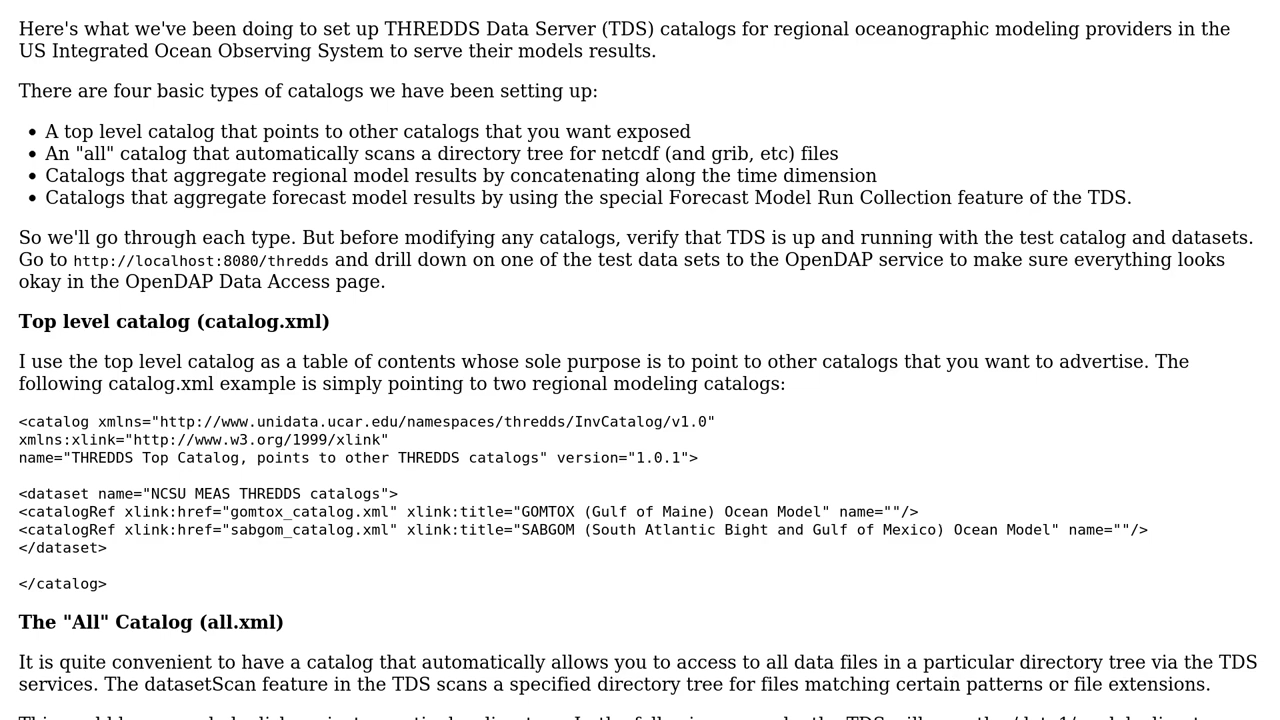 Here's what we've been doing to set up THREDDS Data Server (TDS) catalogs for regional oceanographic modeling providers in the
US Integrated Ocean Observing System to serve their models results.
There are four basic types of catalogs we have been setting up:
• A top level catalog that points to other catalogs that you want exposed
• An "all" catalog that automatically scans a directory tree for netcdf (and grib, etc) files
• Catalogs that aggregate regional model results by concatenating along the time dimension
• Catalogs that aggregate forecast model results by using the special Forecast Model Run Collection feature of the TDS.
So we'll go through each type. But before modifying any catalogs, verify that TDS is up and running with the test catalog and datasets.
Go to http://localhost:8080/thredds and drill down on one of the test data sets to the OpenDAP service to make sure everything looks
okay in the OpenDAP Data Access page.
Top level catalog (catalog.xml)
I use the top level catalog as a table of contents whose sole purpose is to point to other catalogs that you want to advertise. The
following catalog.xml example is simply pointing to two regional modeling catalogs:
<catalog xmlns="http://www.unidata.ucar.edu/namespaces/thredds/InvCatalog/v1.0"
xmlns:xlink="http://www.w3.org/1999/xlink"
name="THREDDS Top Catalog, points to other THREDDS catalogs" version="1.0.1">
<dataset name="NCSU MEAS THREDDS catalogs">
<catalogRef xlink:href="gomtox_catalog.xml" xlink:title="GOMTOX (Gulf of Maine) Ocean Model" name=""/>
<catalogRef xlink:href="sabgom_catalog.xml" xlink:title="SABGOM (South Atlantic Bight and Gulf of Mexico) Ocean Model" name=""/>
</dataset>
</catalog>
The "All" Catalog (all.xml)
It is quite convenient to have a catalog that automatically allows you to access to all data files in a particular directory tree via the TDS
services. The datasetScan feature in the TDS scans a specified directory tree for files matching certain patterns or file extensions.